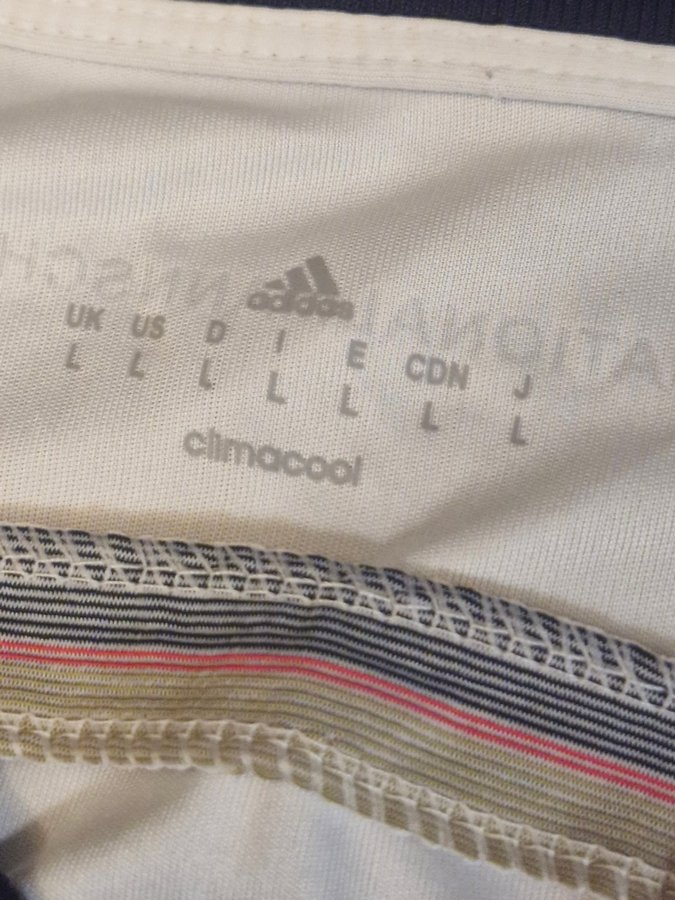 adidas
UK US D I E CDN J
L L L L L L L
climacool